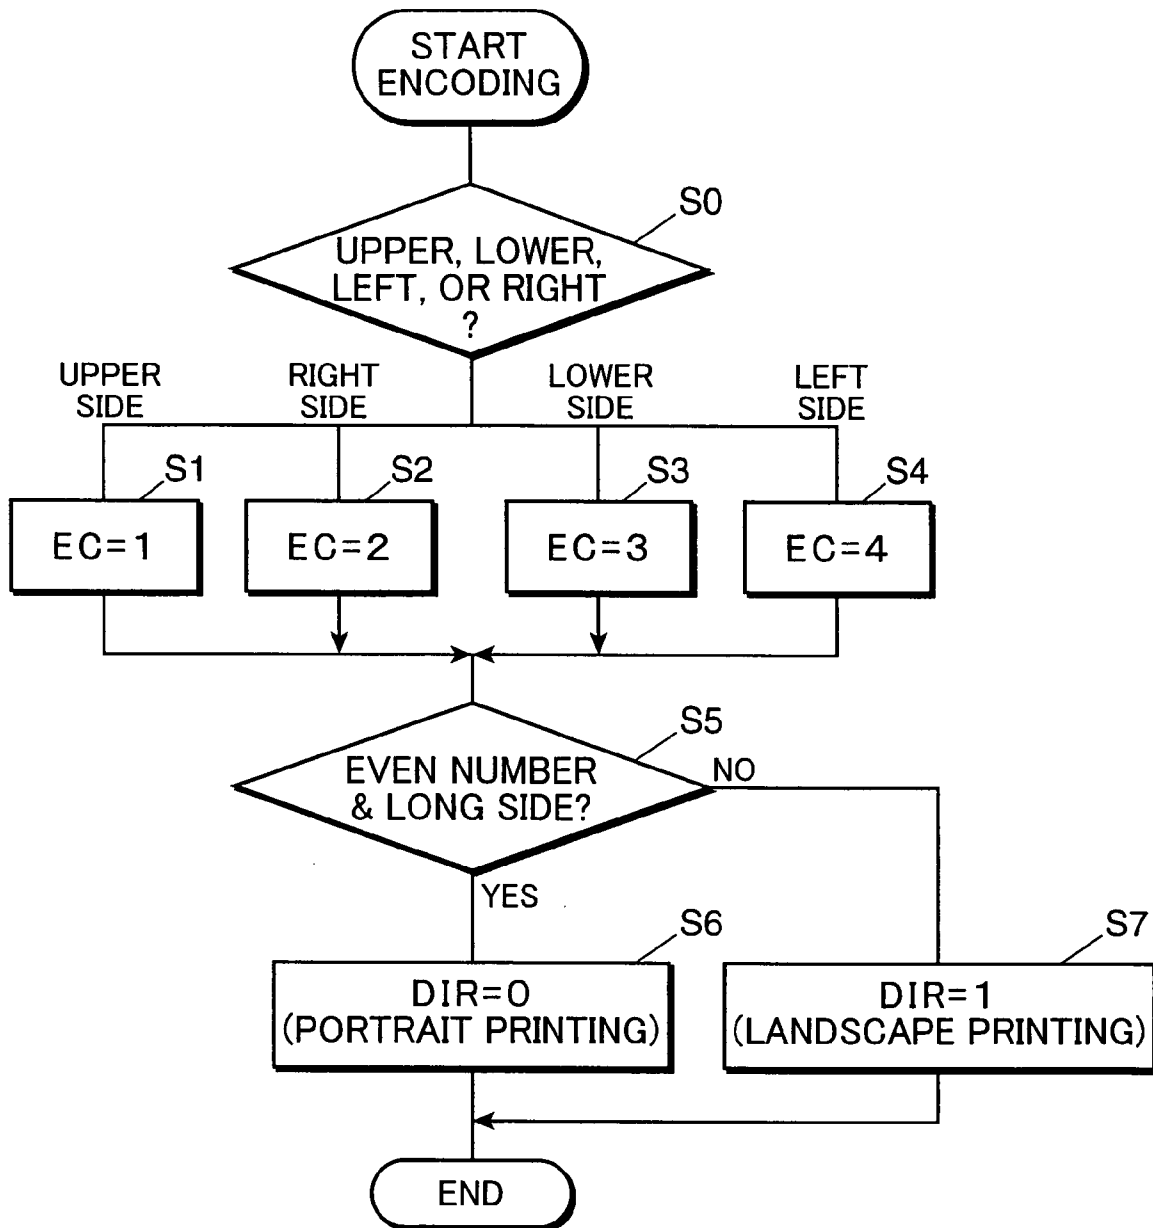 START
ENCODING
S0
UPPER, LOWER,
LEFT, OR RIGHT
?
UPPER
SIDE
RIGHT
SIDE
LOWER
SIDE
LEFT
SIDE
S1
S2
S3
S4
EC=1
EC=2
EC=3
EC=4
S5
EVEN NUMBER
& LONG SIDE?
NO
YES
S6
S7
DIR=0
(PORTRAIT PRINTING)
DIR=1
(LANDSCAPE PRINTING)
END